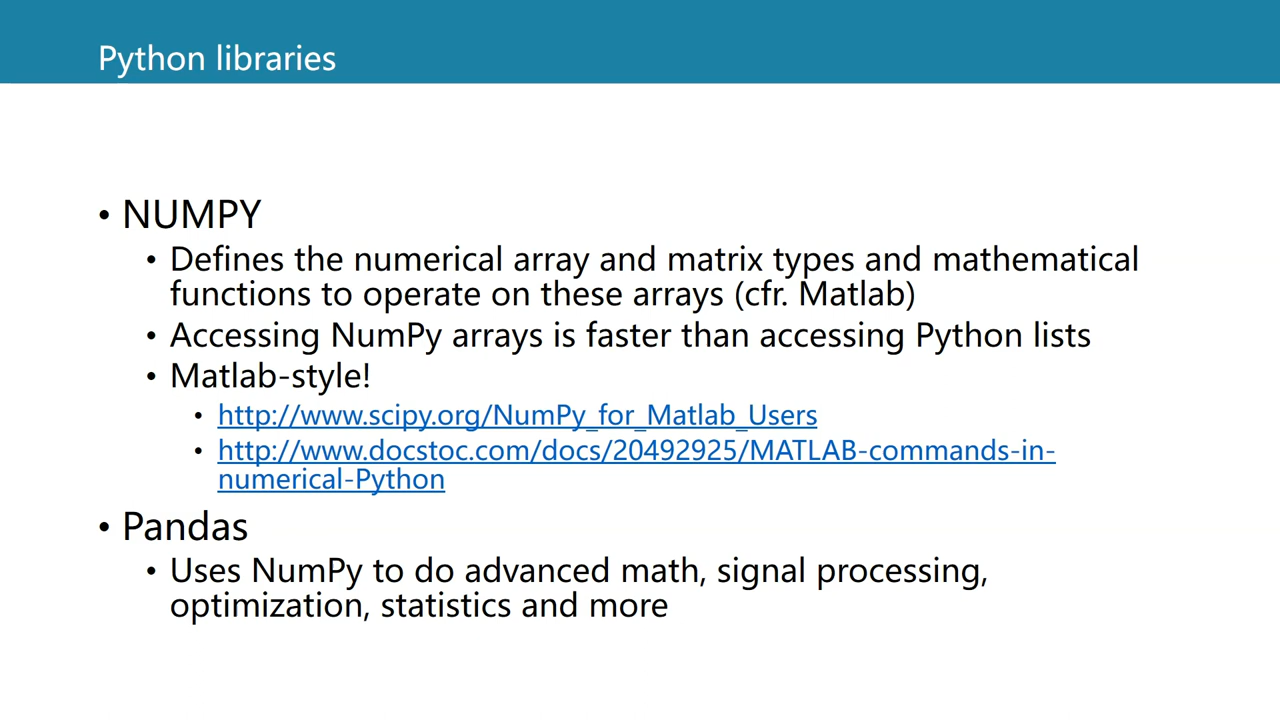 Python libraries
• NUMPY
• Defines the numerical array and matrix types and mathematical
functions to operate on these arrays (cfr. Matlab)
• Accessing NumPy arrays is faster than accessing Python lists
• Matlab-style!
• http://www.scipy.org/NumPy_for_Matlab_Users
• http://www.docstoc.com/docs/20492925/MATLAB-commands-in-
numerical-Python
• Pandas
• Uses NumPy to do advanced math, signal processing,
optimization, statistics and more